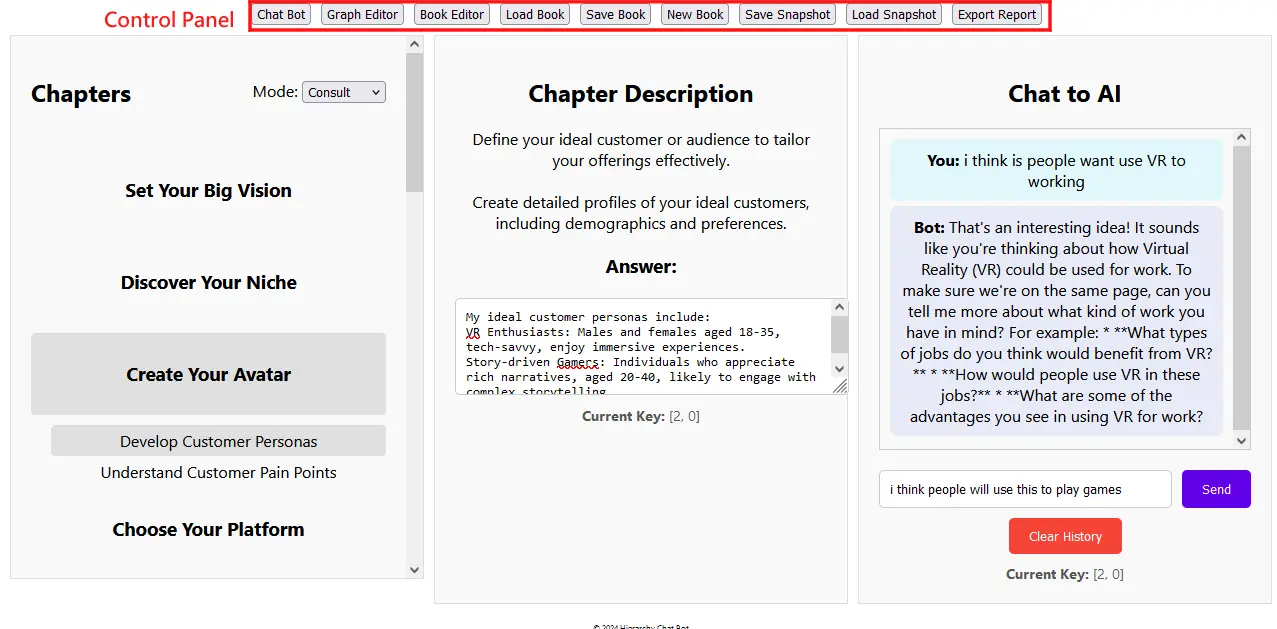 Control Panel
Chat Bot Graph Editor Book Editor Load Book Save Book New Book Save Snapshot Load Snapshot Export Report
Chapters
Mode: Consult
Set Your Big Vision
Discover Your Niche
Create Your Avatar
Develop Customer Personas
Understand Customer Pain Points
Choose Your Platform
Chapter Description
Define your ideal customer or audience to tailor
your offerings effectively.
Create detailed profiles of your ideal customers,
including demographics and preferences.
Answer:
My ideal customer personas include:
VR Enthusiasts: Males and females aged 18-35,
tech-savvy, enjoy immersive experiences.
Story-driven Gamers: Individuals who appreciate
rich narratives, aged 20-40, likely to engage with
complex storytelling
Current Key: [2, 0]
Chat to AI
You: i think is people want use VR to
working
Bot: That's an interesting idea! It sounds
like you're thinking about how Virtual
Reality (VR) could be used for work. To
make sure we're on the same page, can you
tell me more about what kind of work you
have in mind? For example: * **What types
of jobs do you think would benefit from VR?
** * **How would people use VR in these
jobs?** * **What are some of the
advantages you see in using VR for work?
i think people will use this to play games
Send
Clear History
Current Key: [2, 0]
© 2024 Hierarchy Chat Bot